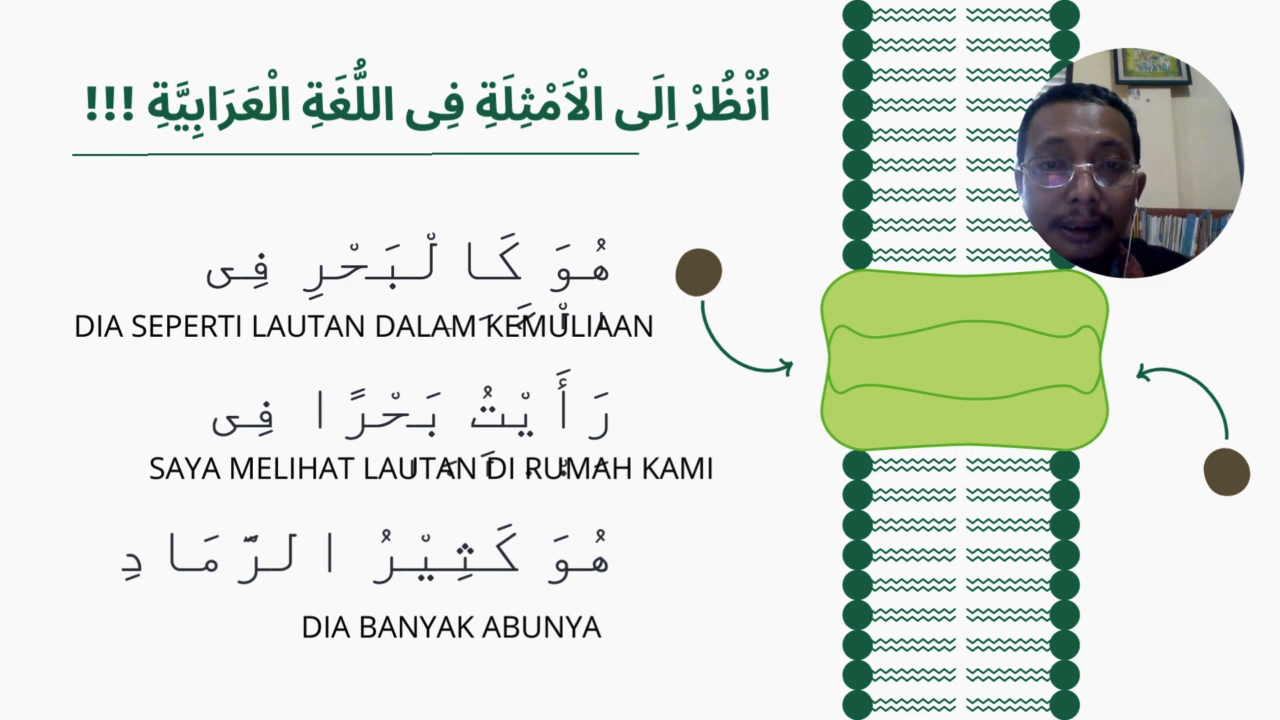 اُنْظُرْ اِلَى الْاَمْثِلَةِ فِى اللُّغَةِ الْعَرَابِيَّةِ !!!
هُوَ كَا لْبَحْرِ فِى
DIA SEPERTI LAUTAN DALAM KEMULIAAN
رَأَيْتُ بَحْرًا فِى
SAYA MELIHAT LAUTAN DI RUMAH KAMI
هُوَ كَثِيْرُ الرَّمَادِ
DIA BANYAK ABUNYA